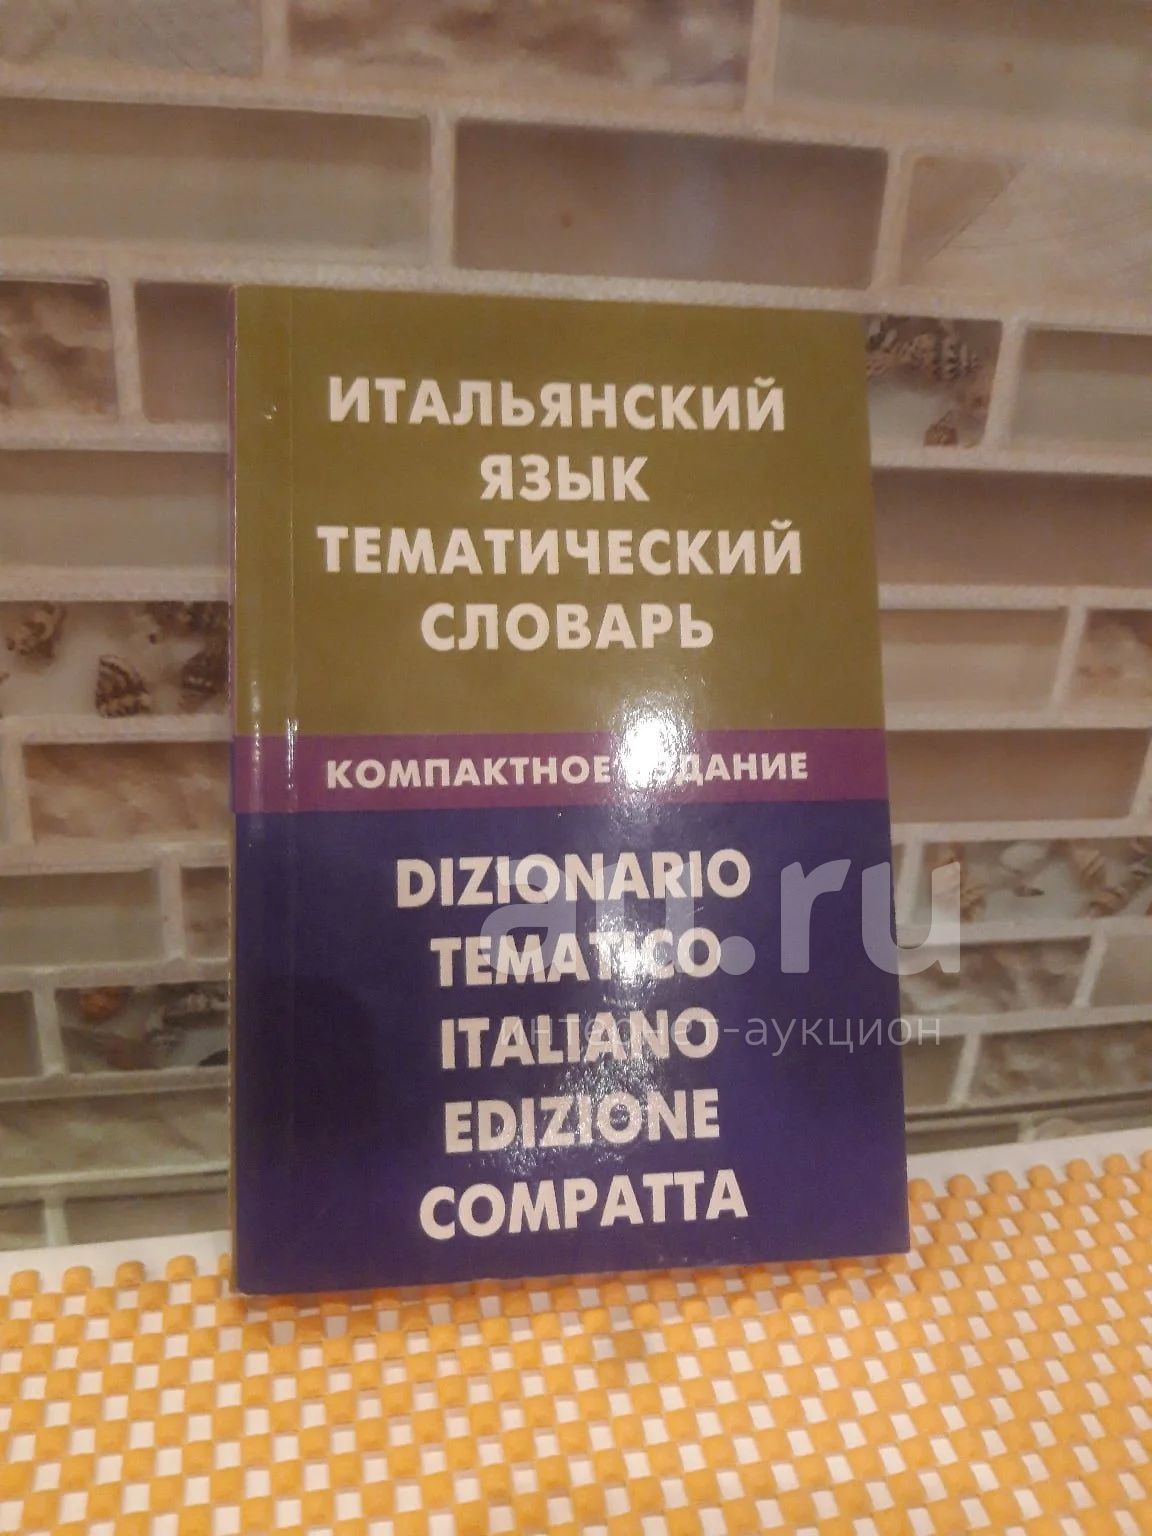 ИТАЛЬЯНСКИЙ
ЯЗЫК
ТЕМАТИЧЕСКИЙ
СЛОВАРЬ
КОМПАКТНОЕ ИЗДАНИЕ
DIZIONARIO
TEMATICO
ITALIANO
EDIZIONE
COMPATTA
au.ru
интернет-аукцион